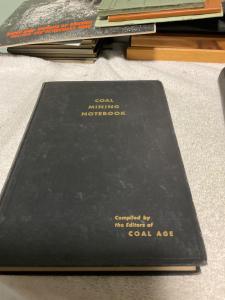 COAL
MINING
NOTEBOOK
Compiled by
the Editors of
COAL AGE